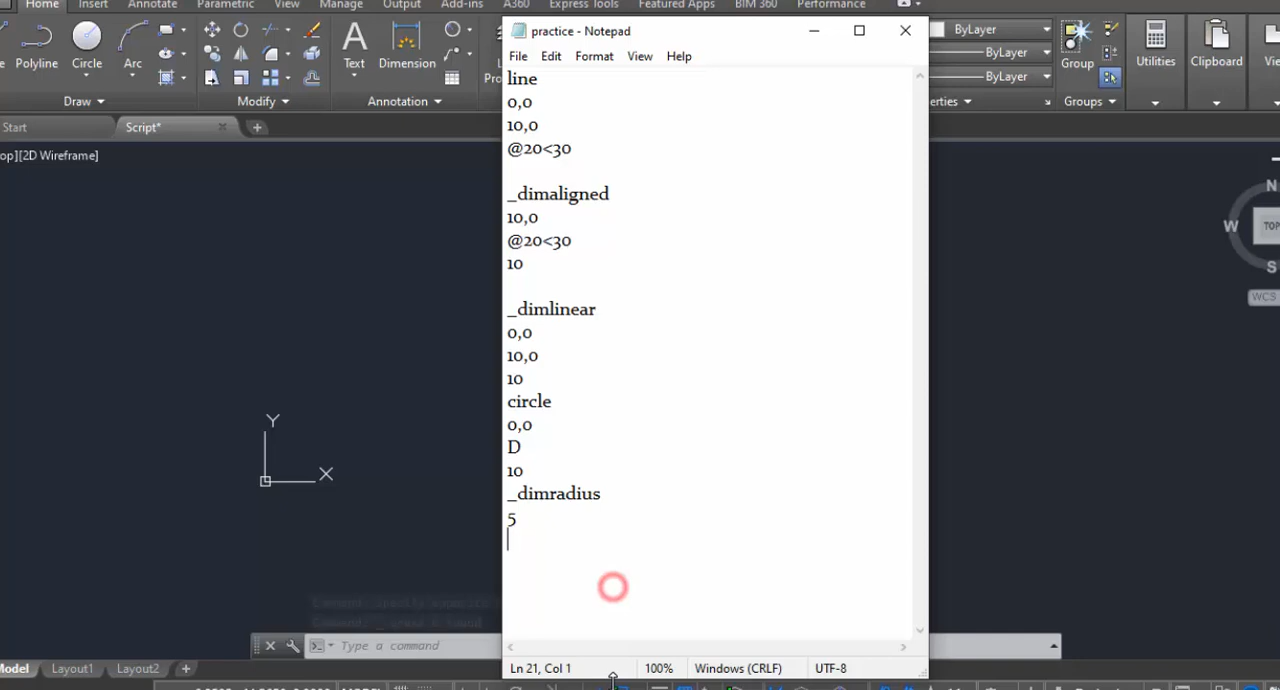 Home Insert Annotate Parametric View Manage Output Add-ins A360 Express Tools Featured Apps BIM 360 Performance
Polyline Circle Arc
Text Dimension
Draw Modify Annotation
Start Script*
[2D Wireframe]
practice - Notepad
File Edit Format View Help
line
0,0
10,0
@20<30
_dimaligned
10,0
@20<30
10
_dimlinear
0,0
10,0
10
circle
0,0
D
10
_dimradius
5
Ln 21, Col 1 100% Windows (CRLF) UTF-8
ByLayer
ByLayer
ByLayer
Group Utilities Clipboard
Groups
N
W TOP
S
WCS
Y
X
Type a command
Layout1 Layout2